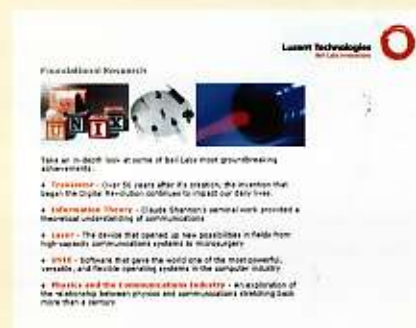 Lucent Technologies
Bell Labs Innovations
Foundational Research
UNIX
Take an in-depth look at some of Bell Labs most groundbreaking
achievements.
Transistor - Over 50 years after it's creation, the invention that
began the Digital Revolution continues to impact our daily lives.
Information Theory - Claude Shannon's seminal work provided a
theoretical understanding of communications
Laser - The device that opened up new possibilities in fields from
high-capacity communications systems to microsurgery
UNIX - Software that gave the world one of the most powerful,
versatile, and flexible operating systems in the computer industry
Physics and the Communications Industry - An exploration of
the relationship between physics and communications stretching back
more than a century